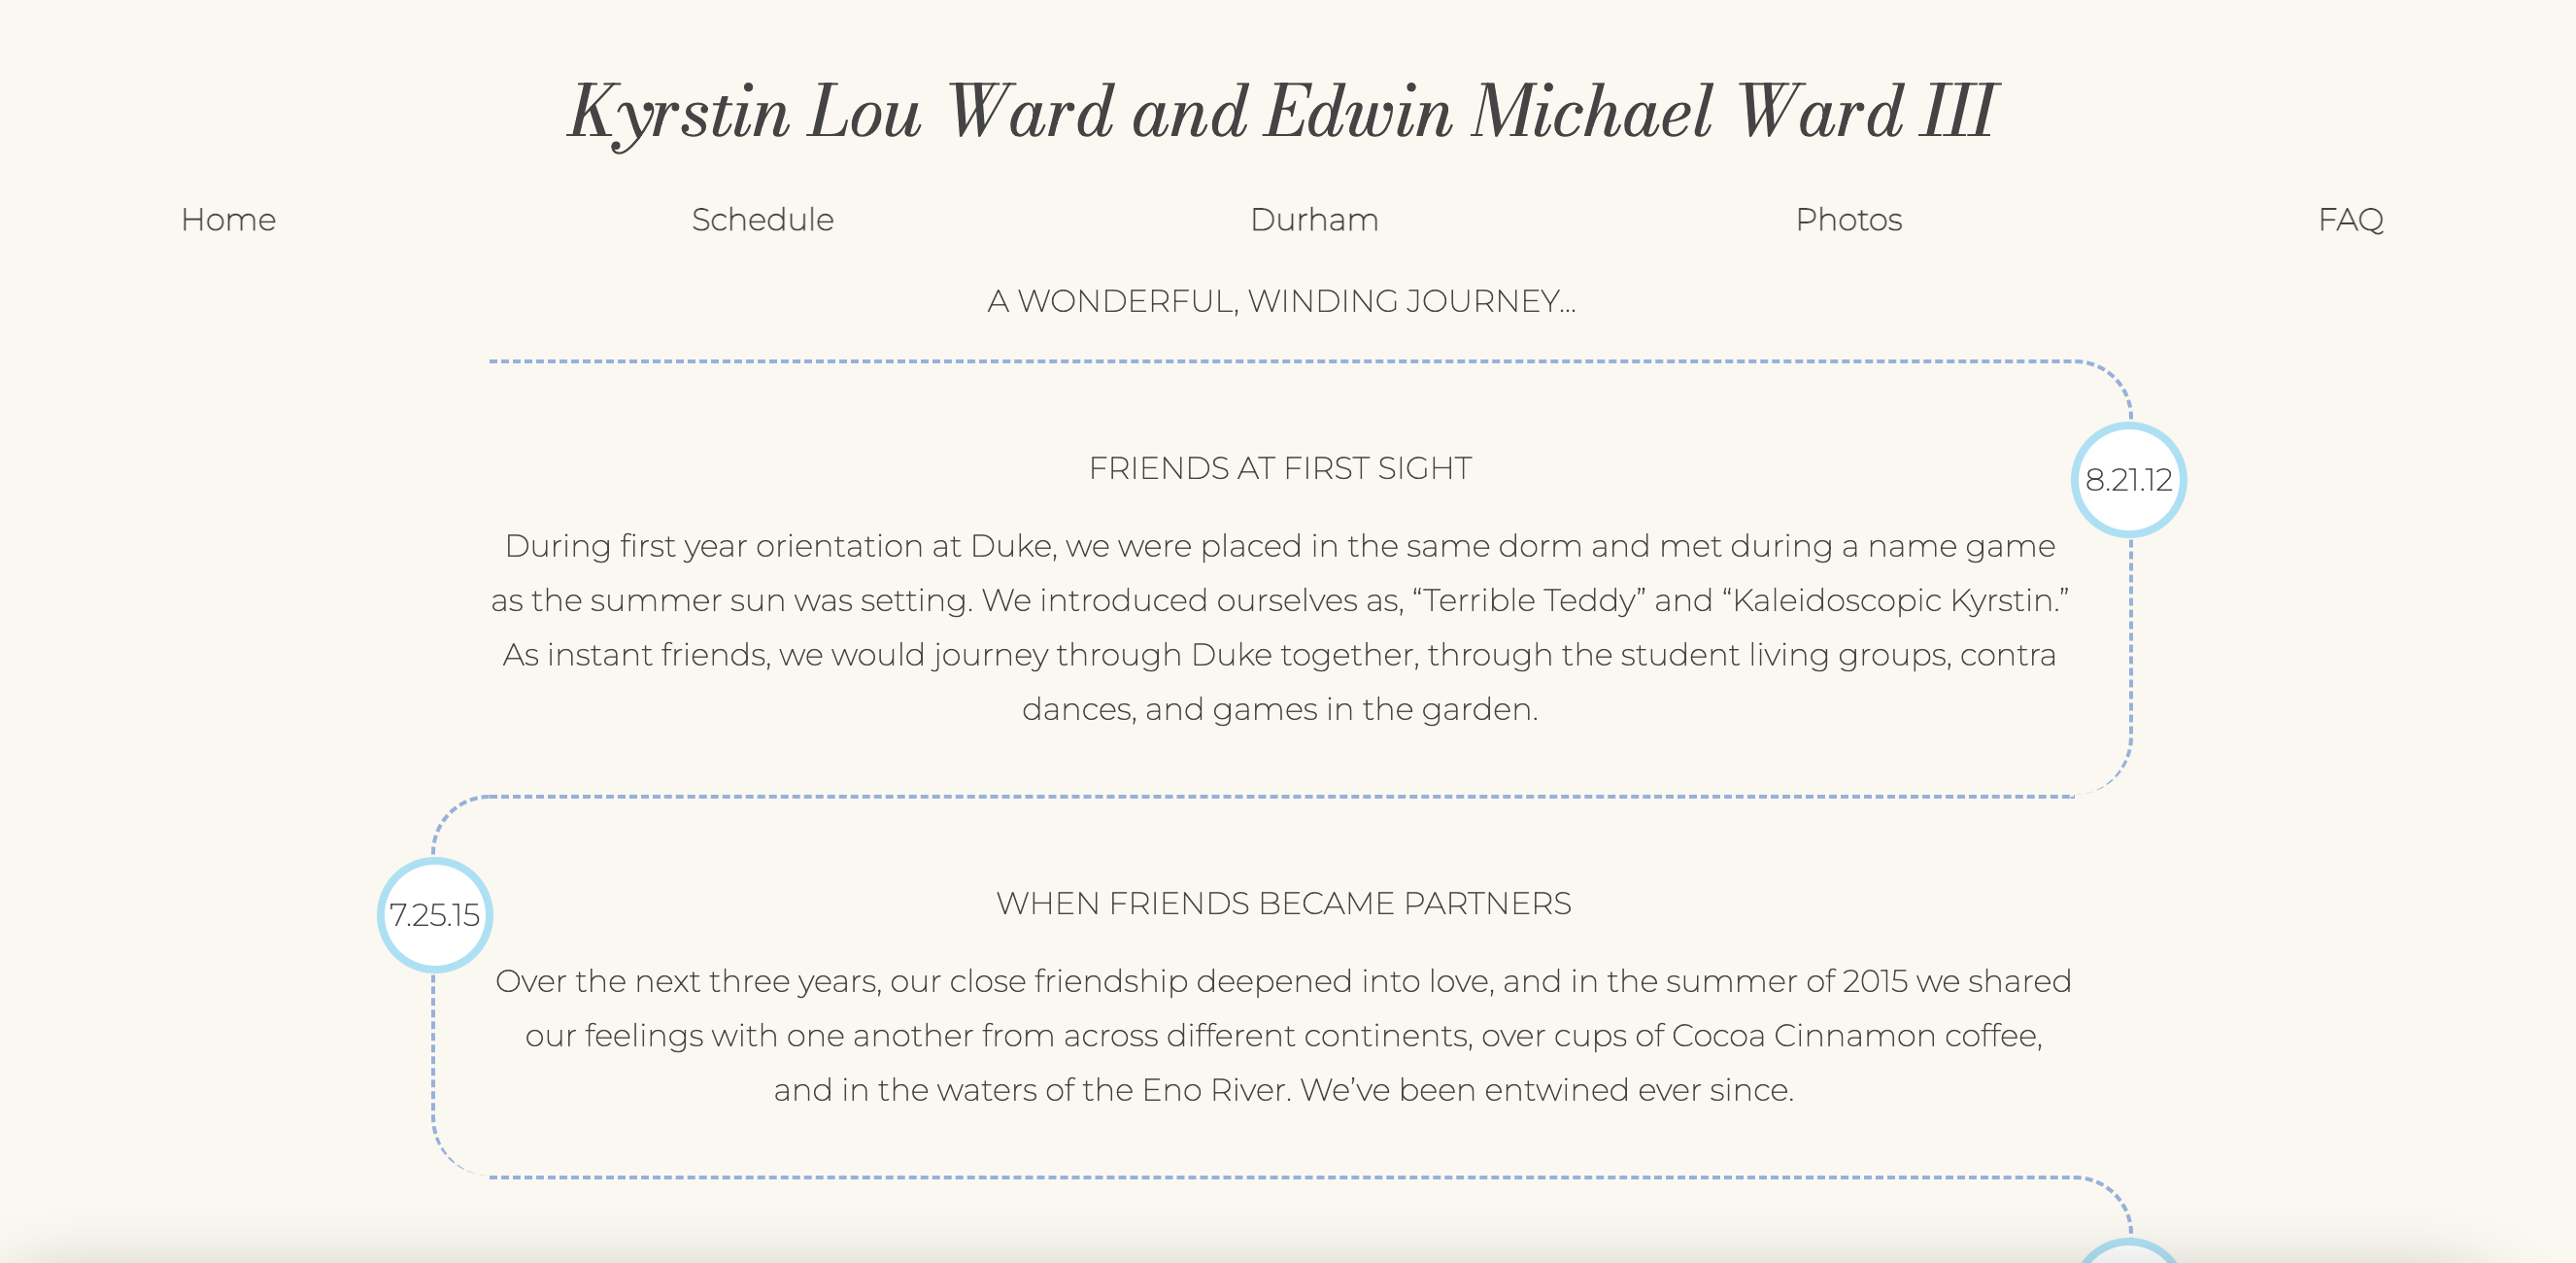 Kyrstin Lou Ward and Edwin Michael Ward III
Home Schedule Durham Photos FAQ
A WONDERFUL, WINDING JOURNEY...
FRIENDS AT FIRST SIGHT
8.21.12
During first year orientation at Duke, we were placed in the same dorm and met during a name game
as the summer sun was setting. We introduced ourselves as, “Terrible Teddy” and “Kaleidoscopic Kyrstin.”
As instant friends, we would journey through Duke together, through the student living groups, contra
dances, and games in the garden.
WHEN FRIENDS BECAME PARTNERS
7.25.15
Over the next three years, our close friendship deepened into love, and in the summer of 2015 we shared
our feelings with one another from across different continents, over cups of Cocoa Cinnamon coffee,
and in the waters of the Eno River. We’ve been entwined ever since.